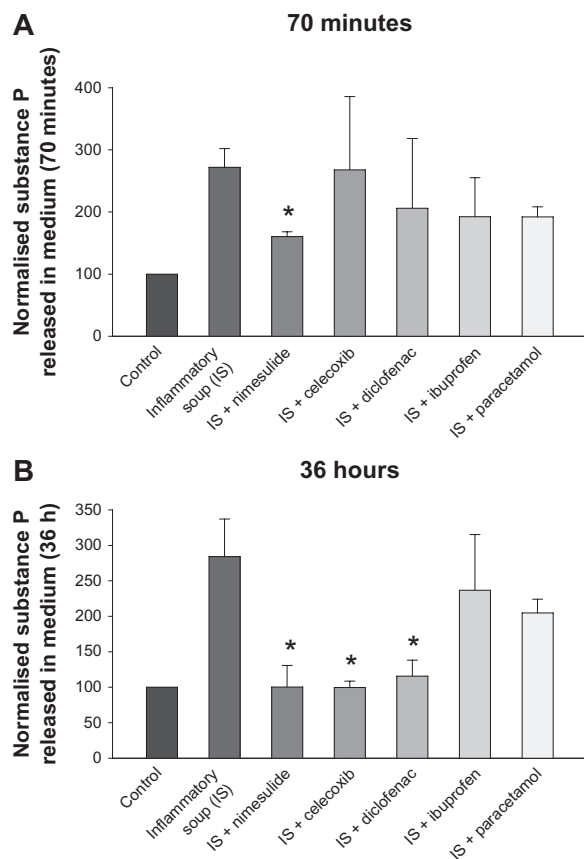 A
70 minutes
Normalised substance P
released in medium (70 minutes)
400
300
200
100
0
*
Control
Inflammatory
soup (IS)
IS + nimesulide
IS + celecoxib
IS + diclofenac
IS + ibuprofen
IS + paracetamol
B
36 hours
Normalised substance P
released in medium (36 h)
350
300
250
200
150
100
50
0
*
*
*
Control
Inflammatory
soup (IS)
IS + nimesulide
IS + celecoxib
IS + diclofenac
IS + ibuprofen
IS + paracetamol